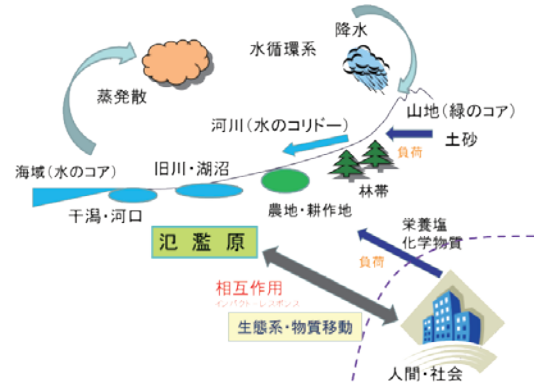 降水
水循環系
蒸発散
山地(緑のコア)
河川(水のコリドー)
土砂
負荷
海域(水のコア)
旧川・湖沼
林帯
干潟・河口
農地・耕作地
栄養塩
化学物質
氾濫原
負荷
相互作用
インパクト・レスポンス
生態系・物質移動
人間・社会